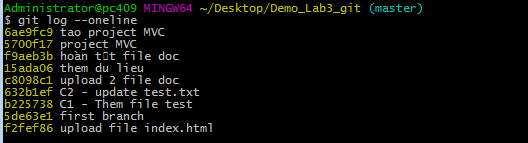 Administrator@pc409 MINGW64 ~/Desktop/Demo_Lab3_git (master)
$ git log --oneline
6ae9fc9 tao project MVC
5700f17 project MVC
f9aeb3b hoàn t□t file doc
15ada06 them du lieu
c8098c1 upload 2 file doc
632b1ef C2 - update test.txt
b225738 C1 - Them file test
5de63e1 first branch
f2fef86 upload file index.html